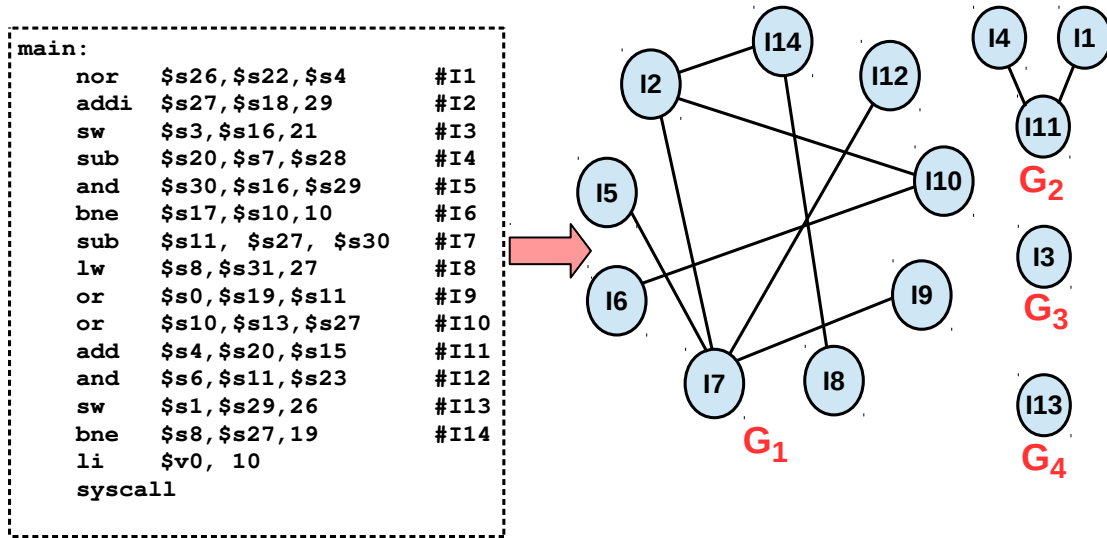 main:
nor $s26,$s22,$s4 #I1
addi $s27,$s18,29 #I2
sw $s3,$s16,21 #I3
sub $s20,$s7,$s28 #I4
and $s30,$s16,$s29 #I5
bne $s17,$s10,10 #I6
sub $s11, $s27, $s30 #I7
lw $s8,$s31,27 #I8
or $s0,$s19,$s11 #I9
or $s10,$s13,$s27 #I10
add $s4,$s20,$s15 #I11
and $s6,$s11,$s23 #I12
sw $s1,$s29,26 #I13
bne $s8,$s27,19 #I14
li $v0, 10
syscall
I14
I2
I12
I10
I5
I6
I9
I7
I8
G1
I4
I1
I11
G2
I3
G3
I13
G4